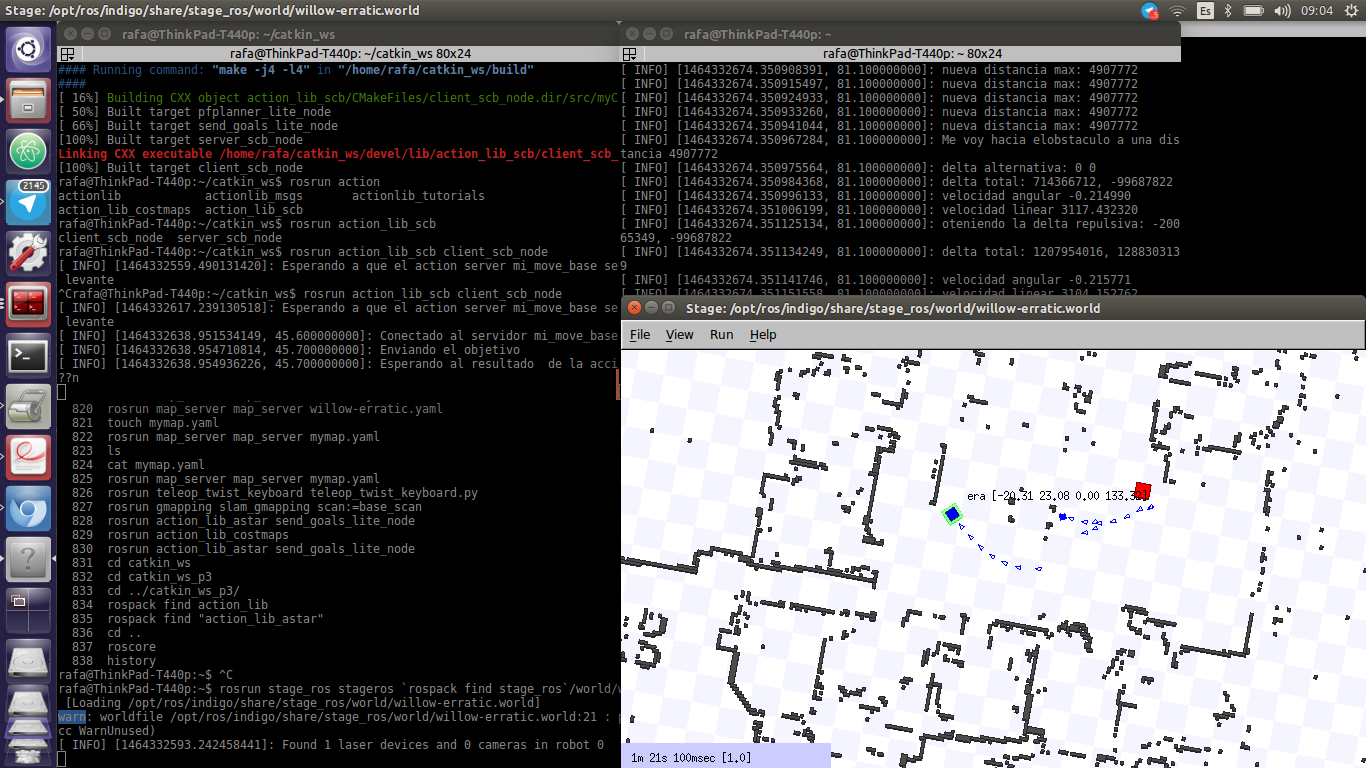 Stage: /opt/ros/indigo/share/stage_ros/world/willow-erratic.world
Es
09:04
rafa@ThinkPad-T440p: ~/catkin_ws
rafa@ThinkPad-T440p: ~/catkin_ws 80x24
#### Running command: "make -j4 -l4" in "/home/rafa/catkin_ws/build"
####
[ 16%] Building CXX object action_lib_scb/CMakeFiles/client_scb_node.dir/src/myC
[ 50%] Built target pfplanner_lite_node
[ 66%] Built target send_goals_lite_node
[100%] Built target server_scb_node
Linking CXX executable /home/rafa/catkin_ws/devel/lib/action_lib_scb/client_scb_
[100%] Built target client_scb_node
rafa@ThinkPad-T440p:~/catkin_ws$ rosrun action
actionlib actionlib_msgs actionlib_tutorials
action_lib_costmaps action_lib_scb
rafa@ThinkPad-T440p:~/catkin_ws$ rosrun action_lib_scb
client_scb_node server_scb_node
rafa@ThinkPad-T440p:~/catkin_ws$ rosrun action_lib_scb client_scb_node
[ INFO] [1464332559.490131420]: Esperando a que el action server mi_move_base se
levante
^Crafa@ThinkPad-T440p:~/catkin_ws$ rosrun action_lib_scb client_scb_node
[ INFO] [1464332617.239130518]: Esperando a que el action server mi_move_base se
levante
[ INFO] [1464332638.951534149, 45.600000000]: Conectado al servidor mi_move_base
[ INFO] [1464332638.954710814, 45.700000000]: Enviando el objetivo
[ INFO] [1464332638.954936226, 45.700000000]: Esperando al resultado de la acci
??n
820 rosrun map_server map_server willow-erratic.yaml
821 touch mymap.yaml
822 rosrun map_server map_server mymap.yaml
823 ls
824 cat mymap.yaml
825 rosrun map_server map_server mymap.yaml
826 rosrun teleop_twist_keyboard teleop_twist_keyboard.py
827 rosrun gmapping slam_gmapping scan:=base_scan
828 rosrun action_lib_astar send_goals_lite_node
829 rosrun action_lib_costmaps
830 rosrun action_lib_astar send_goals_lite_node
831 cd catkin_ws
832 cd catkin_ws_p3
833 cd ../catkin_ws_p3/
834 rospack find action_lib
835 rospack find "action_lib_astar"
836 cd ..
837 roscore
838 history
rafa@ThinkPad-T440p:~$ ^C
rafa@ThinkPad-T440p:~$ rosrun stage_ros stageros `rospack find stage_ros`/world/w
[Loading /opt/ros/indigo/share/stage_ros/world/willow-erratic.world]
warn: worldfile /opt/ros/indigo/share/stage_ros/world/willow-erratic.world:21 : p
cc WarnUnused)
[ INFO] [1464332593.242458441]: Found 1 laser devices and 0 cameras in robot 0
rafa@ThinkPad-T440p: ~
rafa@ThinkPad-T440p: ~ 80x24
[ INFO] [1464332674.350908391, 81.100000000]: nueva distancia max: 4907772
[ INFO] [1464332674.350915497, 81.100000000]: nueva distancia max: 4907772
[ INFO] [1464332674.350924933, 81.100000000]: nueva distancia max: 4907772
[ INFO] [1464332674.350933260, 81.100000000]: nueva distancia max: 4907772
[ INFO] [1464332674.350941044, 81.100000000]: nueva distancia max: 4907772
[ INFO] [1464332674.350967284, 81.100000000]: Me voy hacia elobstaculo a una dis
tancia 4907772
[ INFO] [1464332674.350975564, 81.100000000]: delta alternativa: 0 0
[ INFO] [1464332674.350984368, 81.100000000]: delta total: 714366712, -99687822
[ INFO] [1464332674.350996133, 81.100000000]: velocidad angular -0.214990
[ INFO] [1464332674.351006199, 81.100000000]: velocidad linear 3117.432320
[ INFO] [1464332674.351125134, 81.100000000]: oteniendo la delta repulsiva: -200
65349, -99687822
[ INFO] [1464332674.351134249, 81.100000000]: delta total: 1207954016, 128830313
9
[ INFO] [1464332674.351141746, 81.100000000]: velocidad angular -0.215771
[ INFO] [1464332674.351151558, 81.100000000]: velocidad linear 3104.152762
Stage: /opt/ros/indigo/share/stage_ros/world/willow-erratic.world
File View Run Help
era [-20.31 23.08 0.00 133.32]
1m 21s 100msec [1.0]
2145